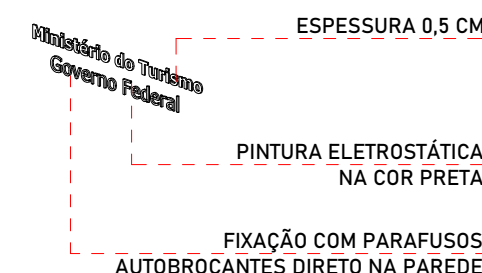 ESPESSURA 0,5 CM
Ministério do Turismo
Governo Federal
PINTURA ELETROSTÁTICA
NA COR PRETA
FIXAÇÃO COM PARAFUSOS
AUTOBROCANTES DIRETO NA PAREDE